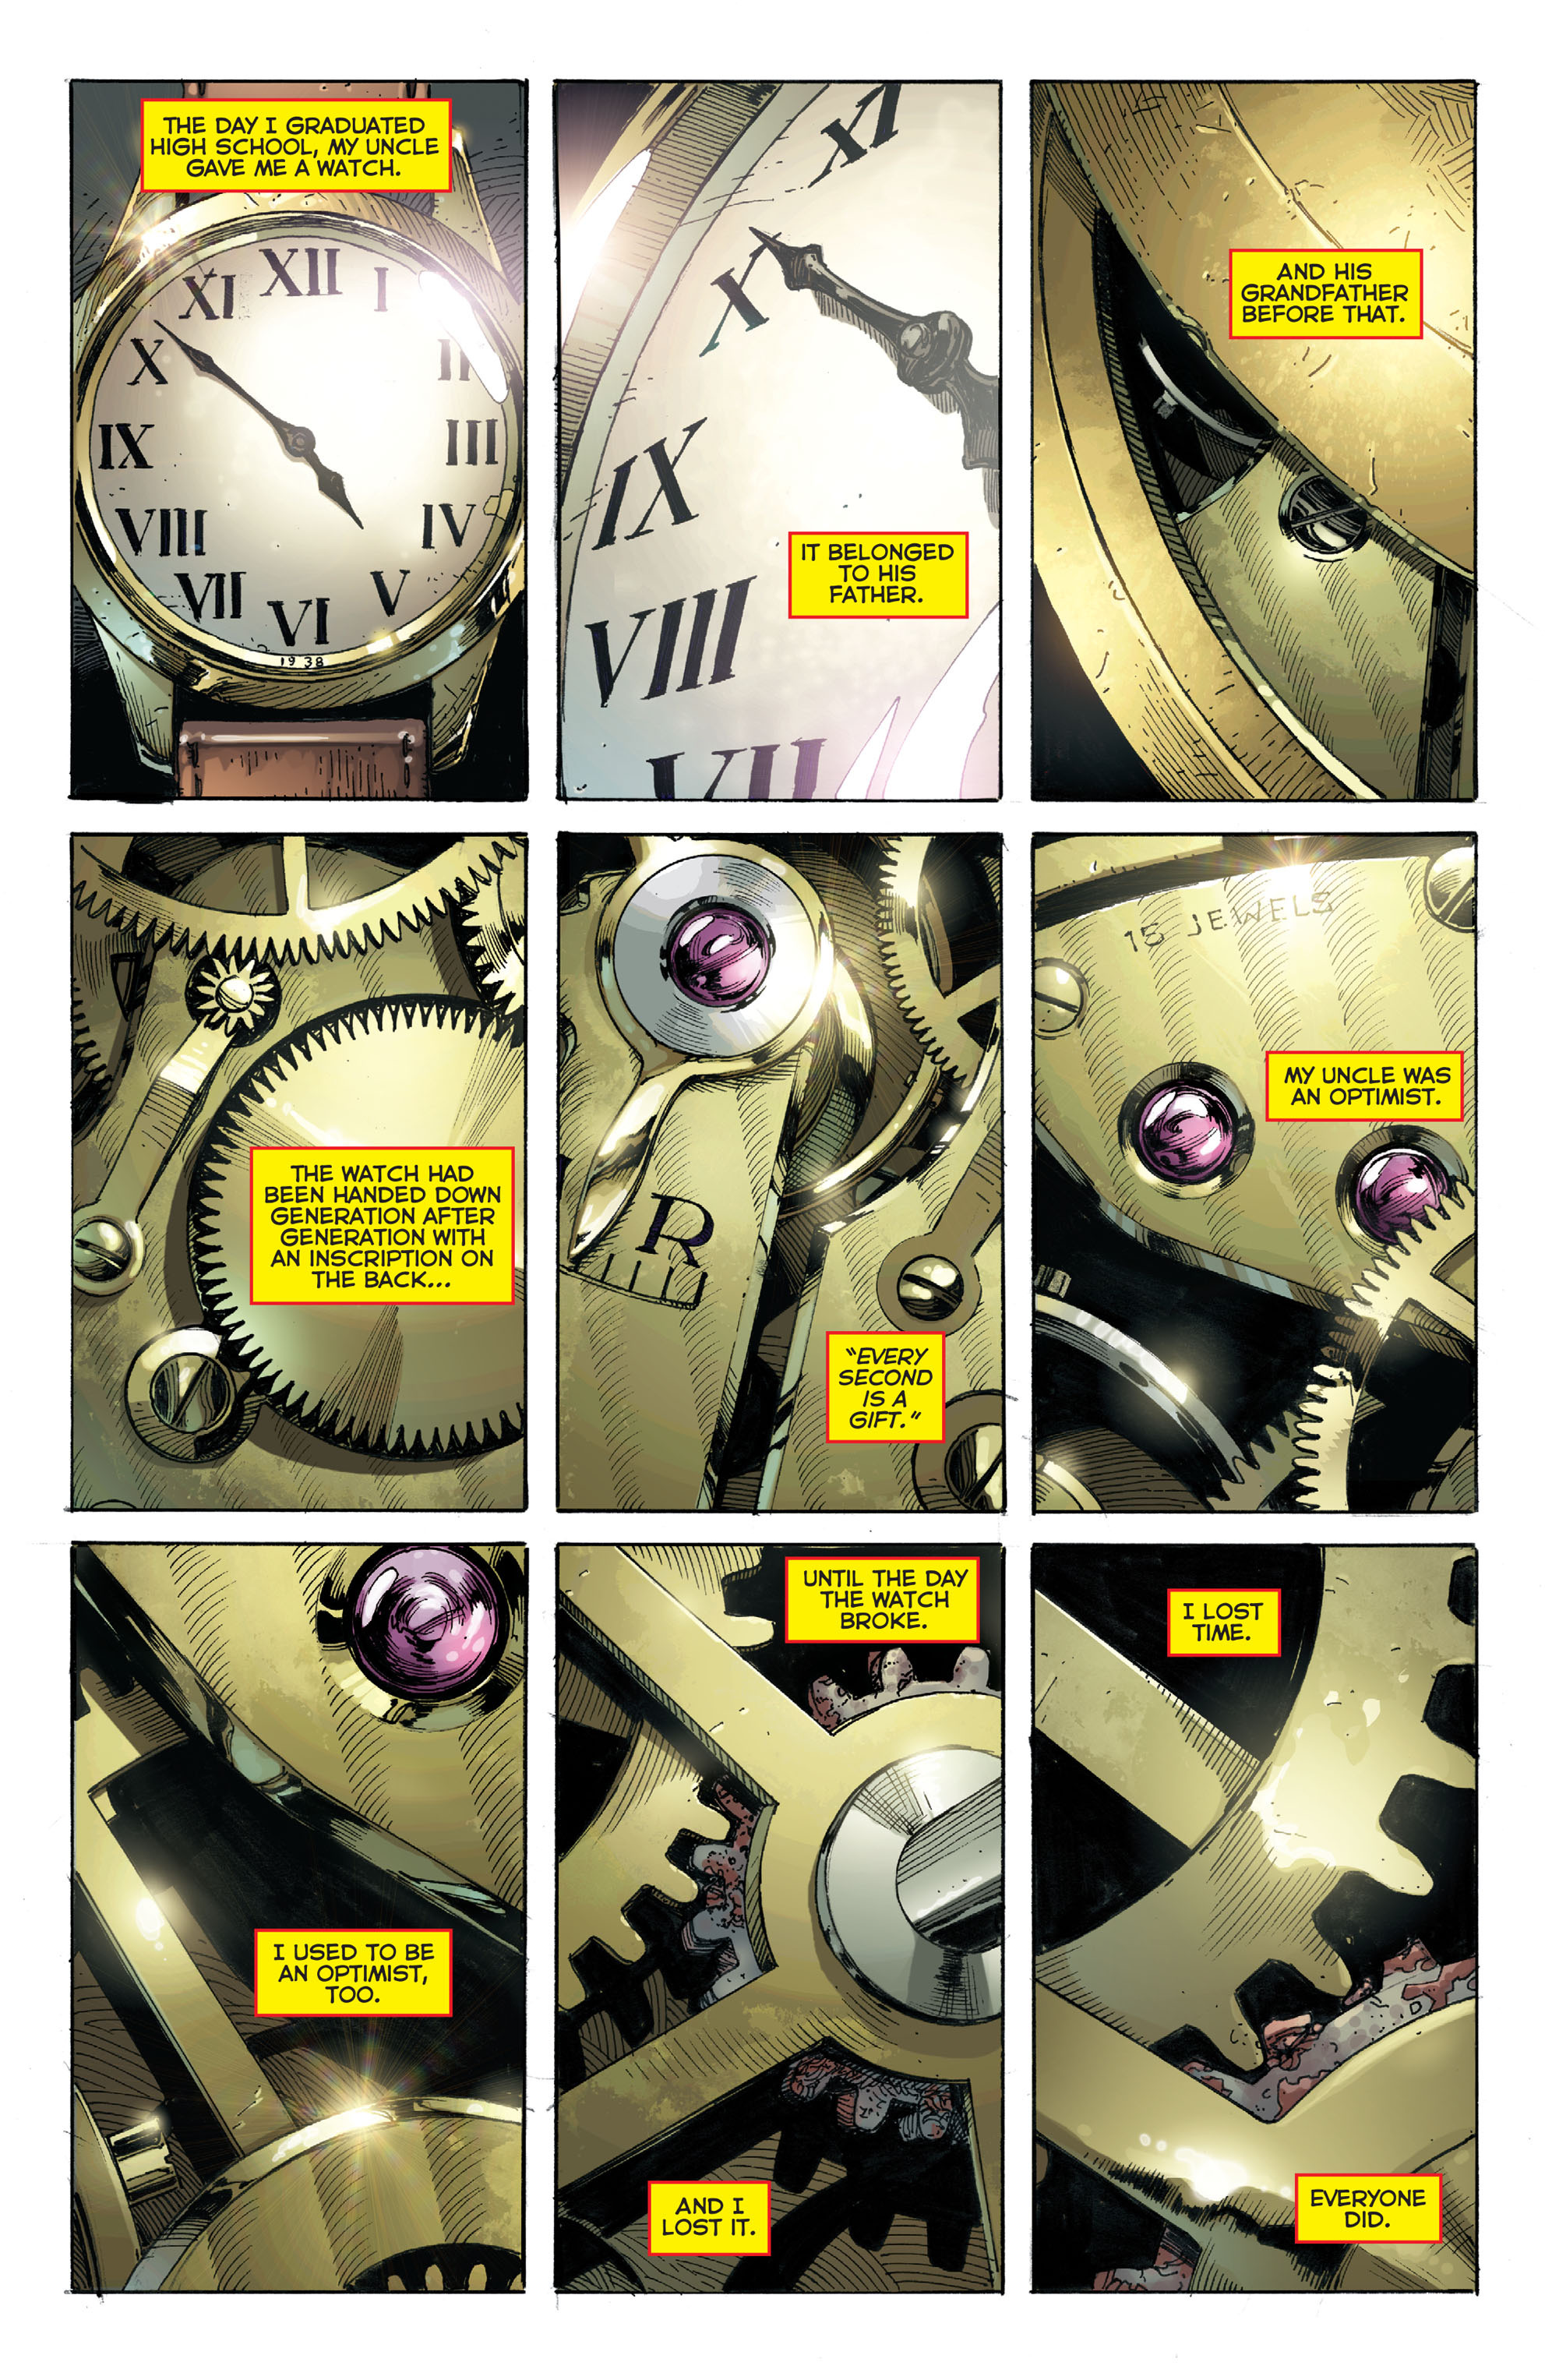 THE DAY I GRADUATED
HIGH SCHOOL, MY UNCLE
GAVE ME A WATCH.
XII
XI
I
X
II
IX
III
VIII
IV
VII
V
VI
1938
XI
X
IX
IT BELONGED
TO HIS
FATHER.
VIII
VII
AND HIS
GRANDFATHER
BEFORE THAT.
THE WATCH HAD
BEEN HANDED DOWN
GENERATION AFTER
GENERATION WITH
AN INSCRIPTION ON
THE BACK...
R
"EVERY
SECOND
IS A
GIFT."
15 JEWELS
MY UNCLE WAS
AN OPTIMIST.
I USED TO BE
AN OPTIMIST,
TOO.
UNTIL THE DAY
THE WATCH
BROKE.
AND I
LOST IT.
I LOST
TIME.
EVERYONE
DID.